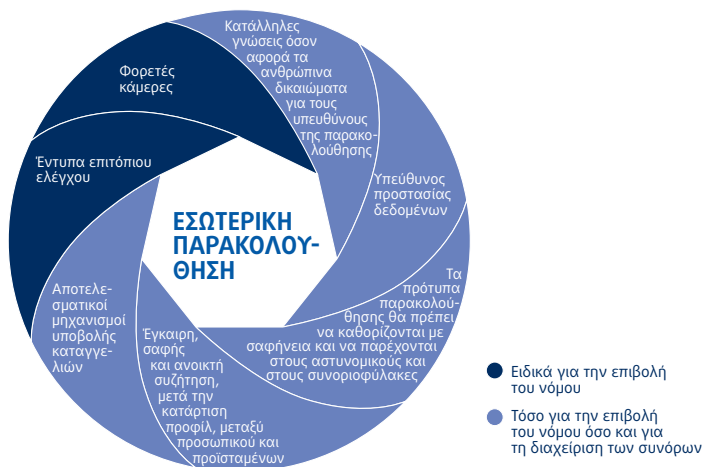 Κατάλληλες
γνώσεις όσον
αφορά τα
ανθρώπινα
δικαιώματα
για τους
υπευθύνους
της παρακο-
λούθησης
Φορετές
κάμερες
Έντυπα επιτόπιου
ελέγχου
Υπεύθυνος
προστασίας
δεδομένων
ΕΣΩΤΕΡΙΚΗ
ΠΑΡΑΚΟΛΟΥ-
ΘΗΣΗ
Τα
πρότυπα
παρακολού-
θησης θα πρέπει
να καθορίζονται με
σαφήνεια και να παρέχονται
στους αστυνομικούς και
στους συνοριοφύλακες
Αποτελε-
σματικοί
μηχανισμοί
υποβολής
καταγγε-
λιών
Έγκαιρη,
σαφής
και ανοικτή
συζήτηση,
μετά την
κατάρτιση
προφίλ, μεταξύ
προσωπικού και
προϊσταμένων
Ειδικά για την επιβολή
του νόμου
Τόσο για την επιβολή
του νόμου όσο και για
τη διαχείριση των συνόρων